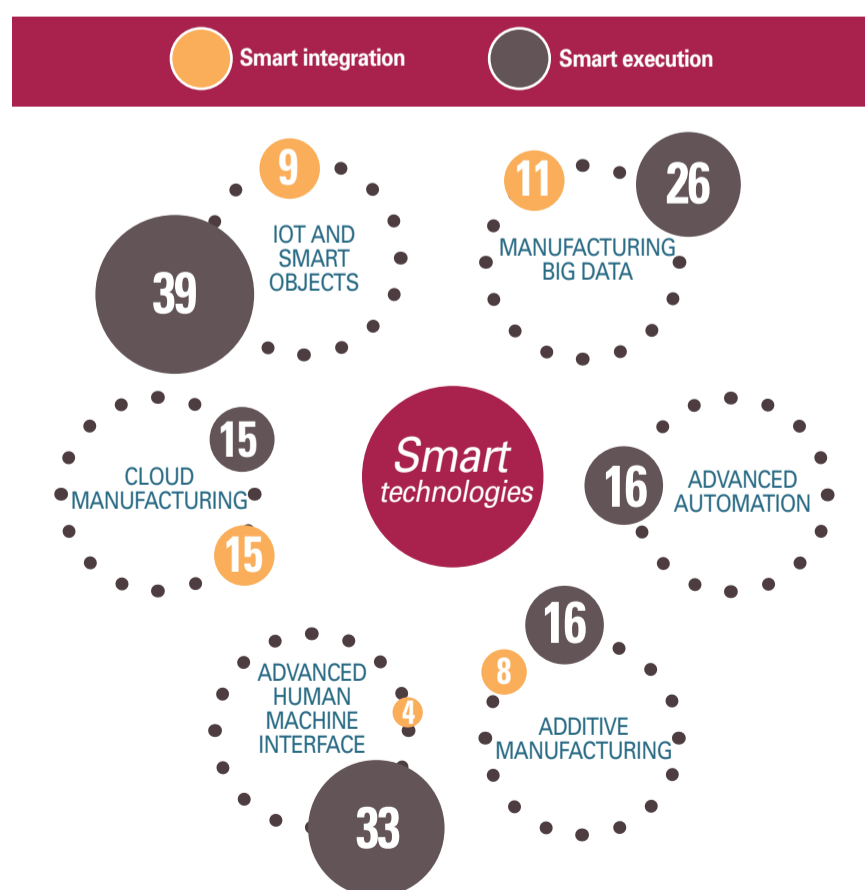 Smart integration
Smart execution
9
39
IOT AND
SMART
OBJECTS
11
26
MANUFACTURING
BIG DATA
15
CLOUD
MANUFACTURING
15
Smart
technologies
16
ADVANCED
AUTOMATION
ADVANCED
HUMAN
MACHINE
INTERFACE
4
33
16
8
ADDITIVE
MANUFACTURING